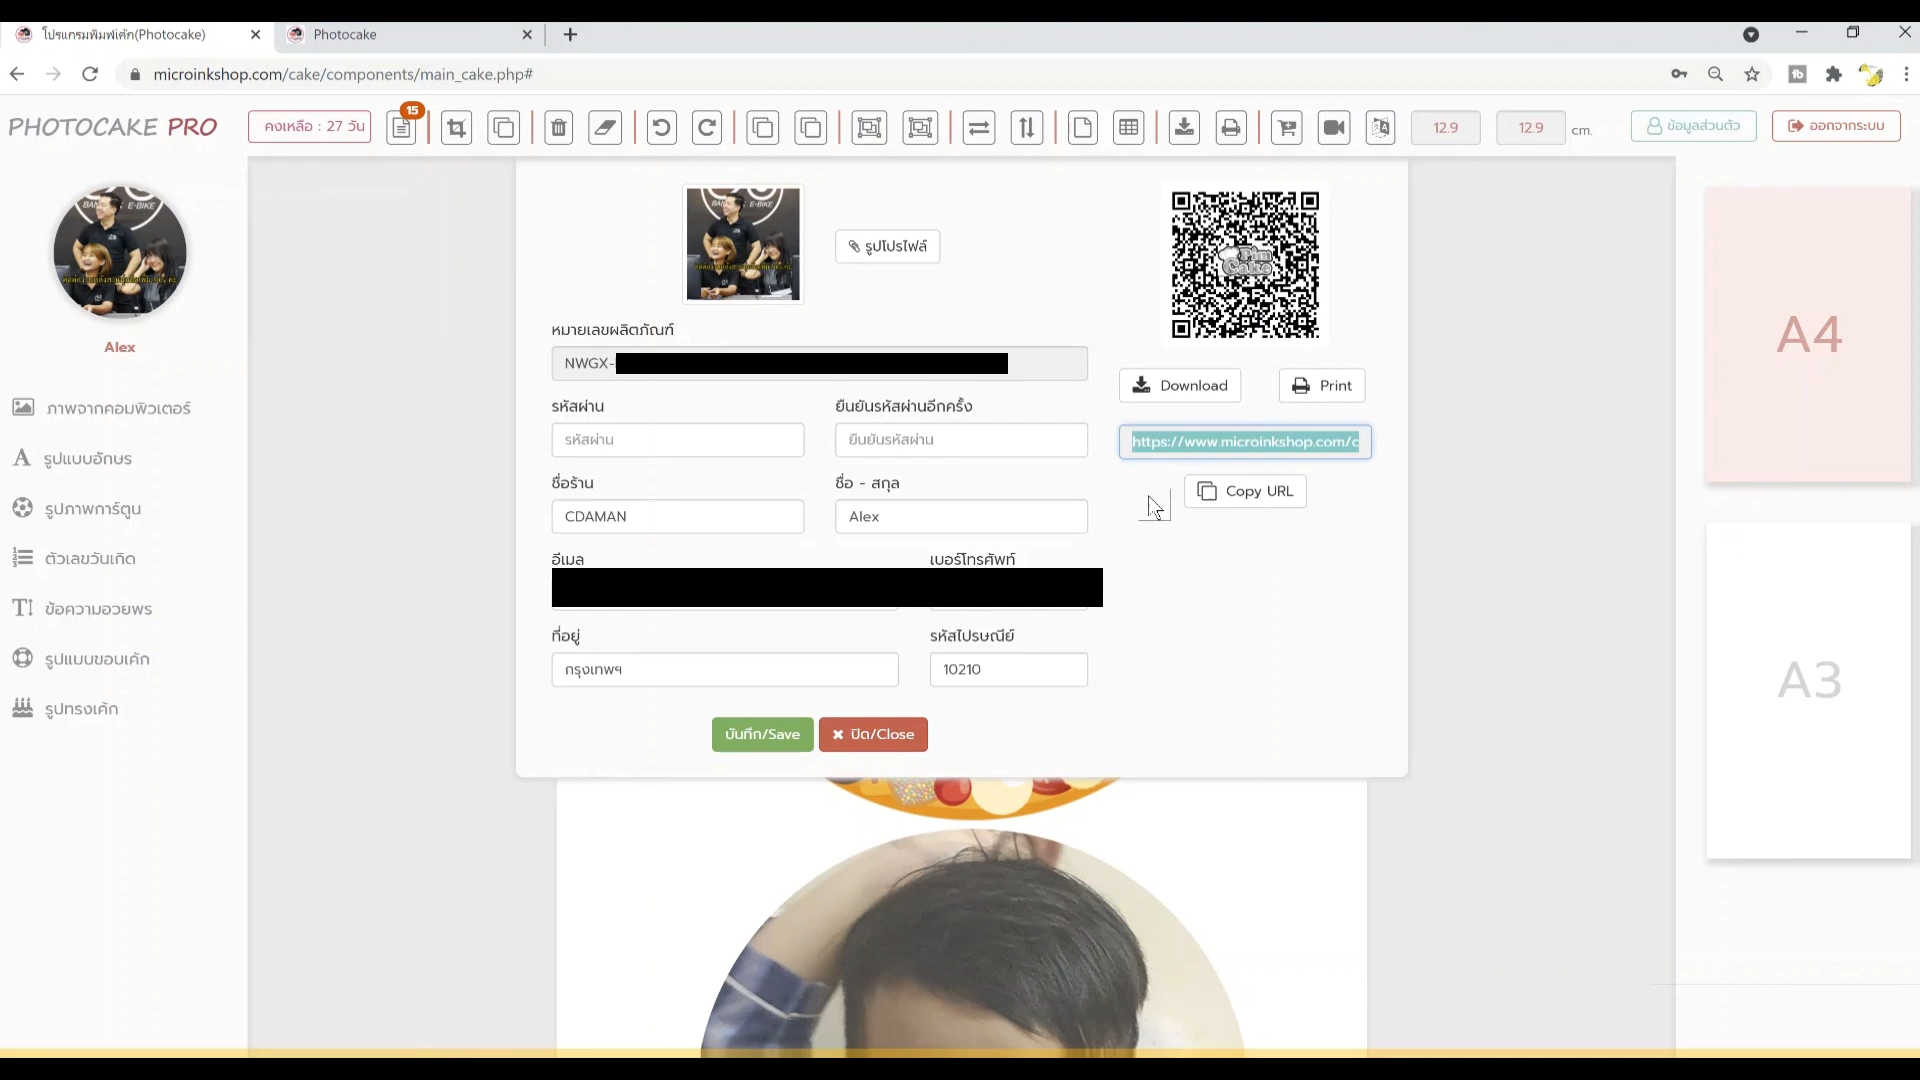 โปรแกรมพิมพ์เค้ก(Photocake)
Photocake
microinkshop.com/cake/components/main_cake.php#
PHOTOCAKE PRO
คงเหลือ : 27 วัน
15
12.9
12.9
cm.
ข้อมูลส่วนตัว
ออกจากระบบ
Alex
ภาพจากคอมพิวเตอร์
รูปแบบอักษร
รูปภาพการ์ตูน
ตัวเลขวันเกิด
ข้อความอวยพร
รูปแบบขอบเค้ก
รูปทรงเค้ก
รูปโปรไฟล์
หมายเลขผลิตภัณฑ์
NWGX-
รหัสผ่าน
ยืนยันรหัสผ่านอีกครั้ง
รหัสผ่าน
ยืนยันรหัสผ่าน
ชื่อร้าน
ชื่อ - สกุล
CDAMAN
Alex
อีเมล
เบอร์โทรศัพท์
ที่อยู่
รหัสไปรษณีย์
กรุงเทพฯ
10210
บันทึก/Save
ปิด/Close
Pim
Cake
Download
Print
https://www.microinkshop.com/c
Copy URL
A4
A3